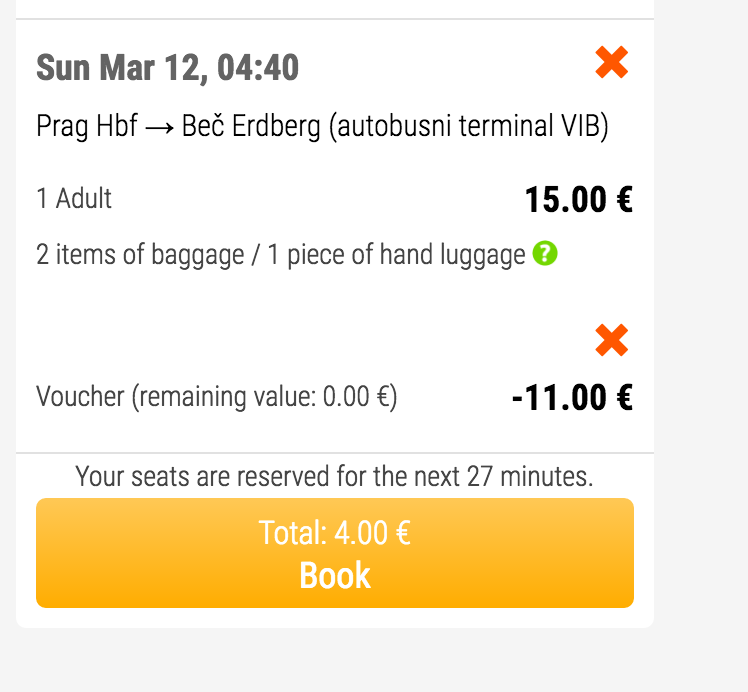 Sun Mar 12, 04:40
Prag Hbf → Beč Erdberg (autobusni terminal VIB)
1 Adult 15.00 €
2 items of baggage / 1 piece of hand luggage ?
Voucher (remaining value: 0.00 €) -11.00 €
Your seats are reserved for the next 27 minutes.
Total: 4.00 €
Book